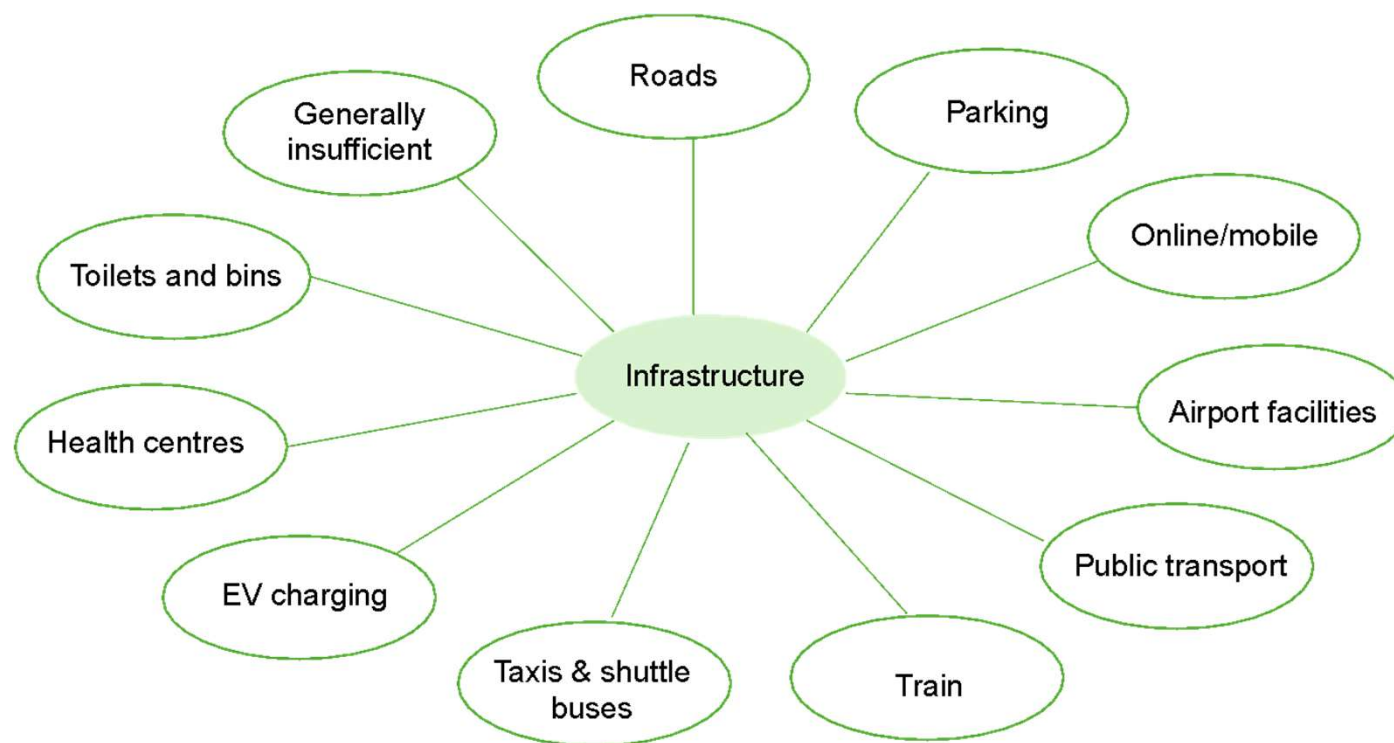 Roads
Parking
Generally
insufficient
Online/mobile
Toilets and bins
Infrastructure
Airport facilities
Health centres
Public transport
EV charging
Taxis & shuttle
buses
Train